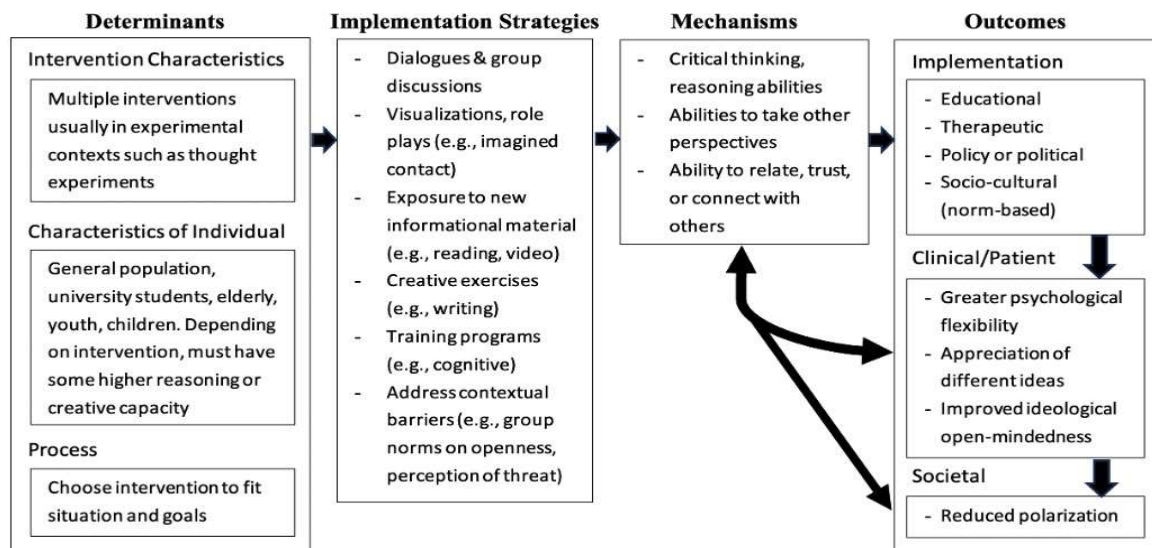 Determinants
Intervention Characteristics
Multiple interventions
usually in experimental
contexts such as thought
experiments
Characteristics of Individual
General population,
university students, elderly,
youth, children. Depending
on intervention, must have
some higher reasoning or
creative capacity
Process
Choose intervention to fit
situation and goals
Implementation Strategies
- Dialogues & group
discussions
- Visualizations, role
plays (e.g., imagined
contact)
- Exposure to new
informational material
(e.g., reading, video)
- Creative exercises
(e.g., writing)
- Training programs
(e.g., cognitive)
- Address contextual
barriers (e.g., group
norms on openness,
perception of threat)
Mechanisms
- Critical thinking,
reasoning abilities
- Abilities to take other
perspectives
- Ability to relate, trust,
or connect with
others
Outcomes
Implementation
- Educational
- Therapeutic
- Policy or political
- Socio-cultural
(norm-based)
Clinical/Patient
- Greater psychological
flexibility
- Appreciation of
different ideas
- Improved ideological
open-mindedness
Societal
- Reduced polarization